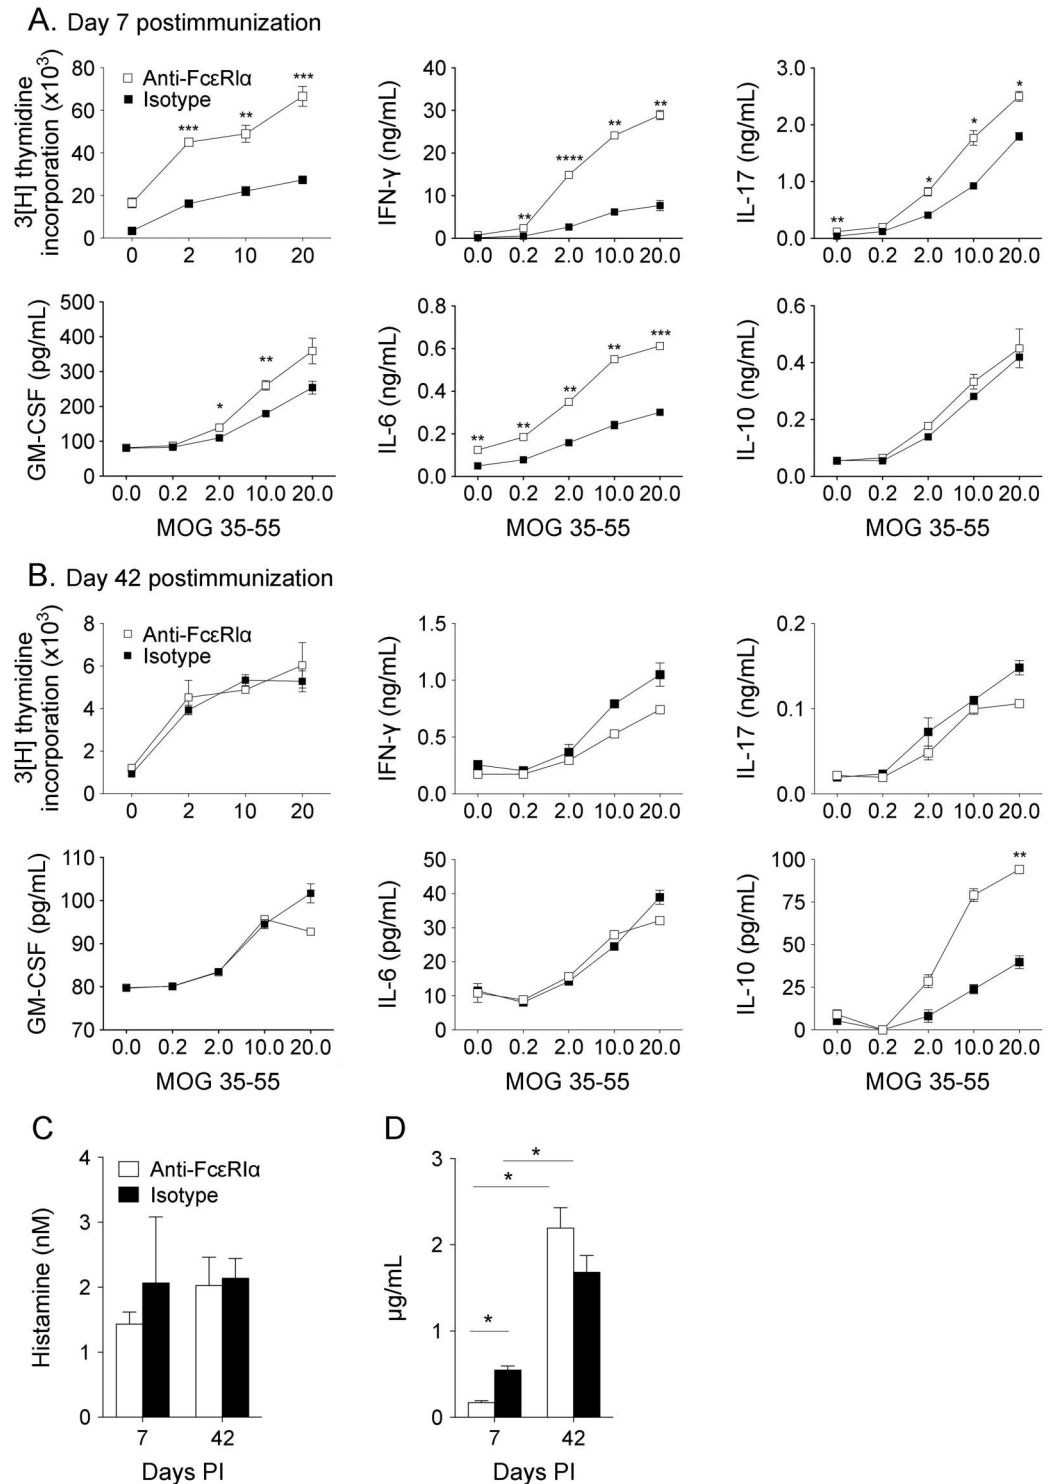 A. Day 7 postimmunization
3[H] thymidine
incorporation (x10³)
80
60
40
20
0
Anti-FcεRIα
Isotype
***
**
***
0 2 10 20
IFN-γ (ng/mL)
40
30
20
10
0
**
****
**
**
0.0 0.2 2.0 10.0 20.0
IL-17 (ng/mL)
3.0
2.0
1.0
0.0
**
*
*
*
0.0 0.2 2.0 10.0 20.0
GM-CSF (pg/mL)
500
400
300
200
100
0
*
**
0.0 0.2 2.0 10.0 20.0
MOG 35-55
IL-6 (ng/mL)
0.8
0.6
0.4
0.2
0.0
**
**
**
**
***
0.0 0.2 2.0 10.0 20.0
MOG 35-55
IL-10 (ng/mL)
0.6
0.4
0.2
0.0
0.0 0.2 2.0 10.0 20.0
MOG 35-55
B. Day 42 postimmunization
3[H] thymidine
incorporation (x10³)
8
6
4
2
0
Anti-FcεRIα
Isotype
0 2 10 20
IFN-γ (ng/mL)
1.5
1.0
0.5
0.0
0.0 0.2 2.0 10.0 20.0
IL-17 (ng/mL)
0.2
0.1
0.0
0.0 0.2 2.0 10.0 20.0
GM-CSF (pg/mL)
110
100
90
80
70
0.0 0.2 2.0 10.0 20.0
MOG 35-55
IL-6 (pg/mL)
50
40
30
20
10
0
0.0 0.2 2.0 10.0 20.0
MOG 35-55
IL-10 (pg/mL)
100
75
50
25
0
**
0.0 0.2 2.0 10.0 20.0
MOG 35-55
C
Histamine (nM)
4
3
2
1
0
Anti-FcεRIα
Isotype
7 42
Days PI
D
µg/mL
3
2
1
0
*
*
*
7 42
Days PI